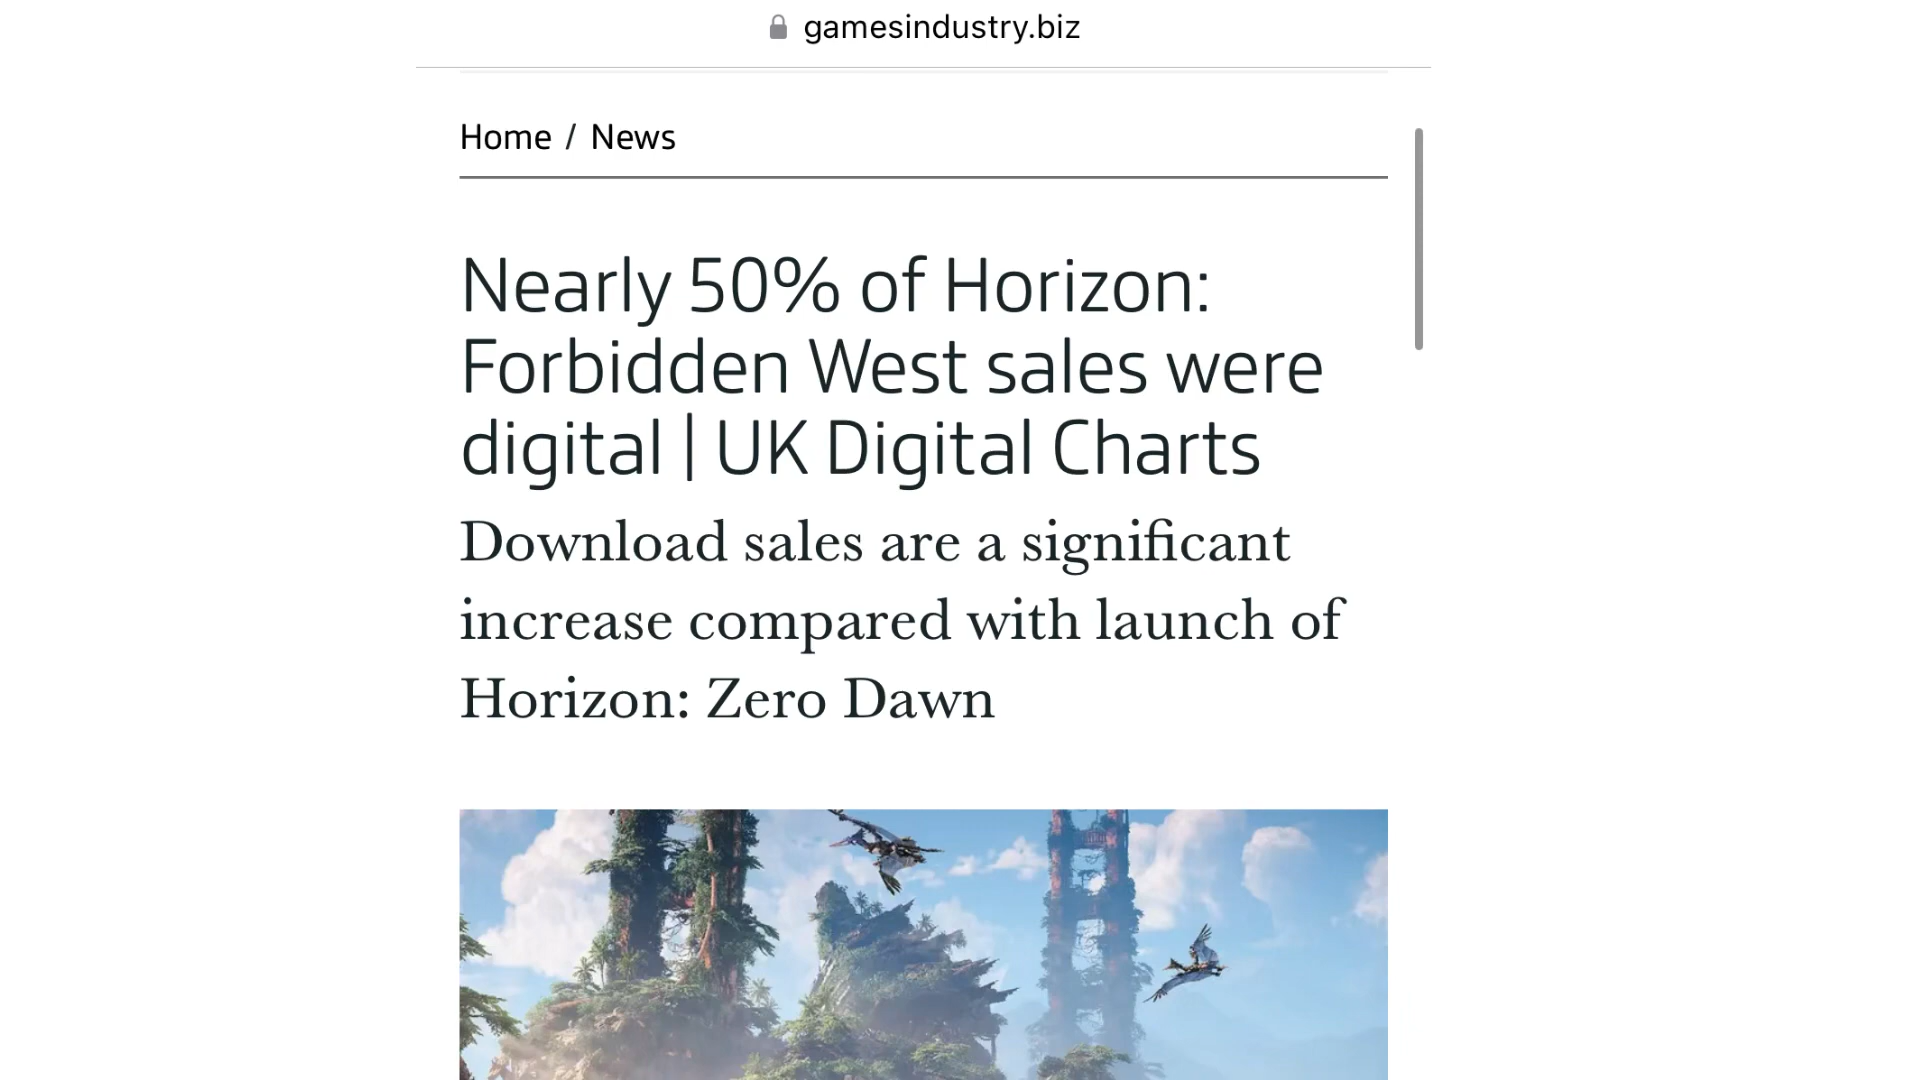 gamesindustry.biz
Home / News
Nearly 50% of Horizon:
Forbidden West sales were
digital | UK Digital Charts
Download sales are a significant
increase compared with launch of
Horizon: Zero Dawn